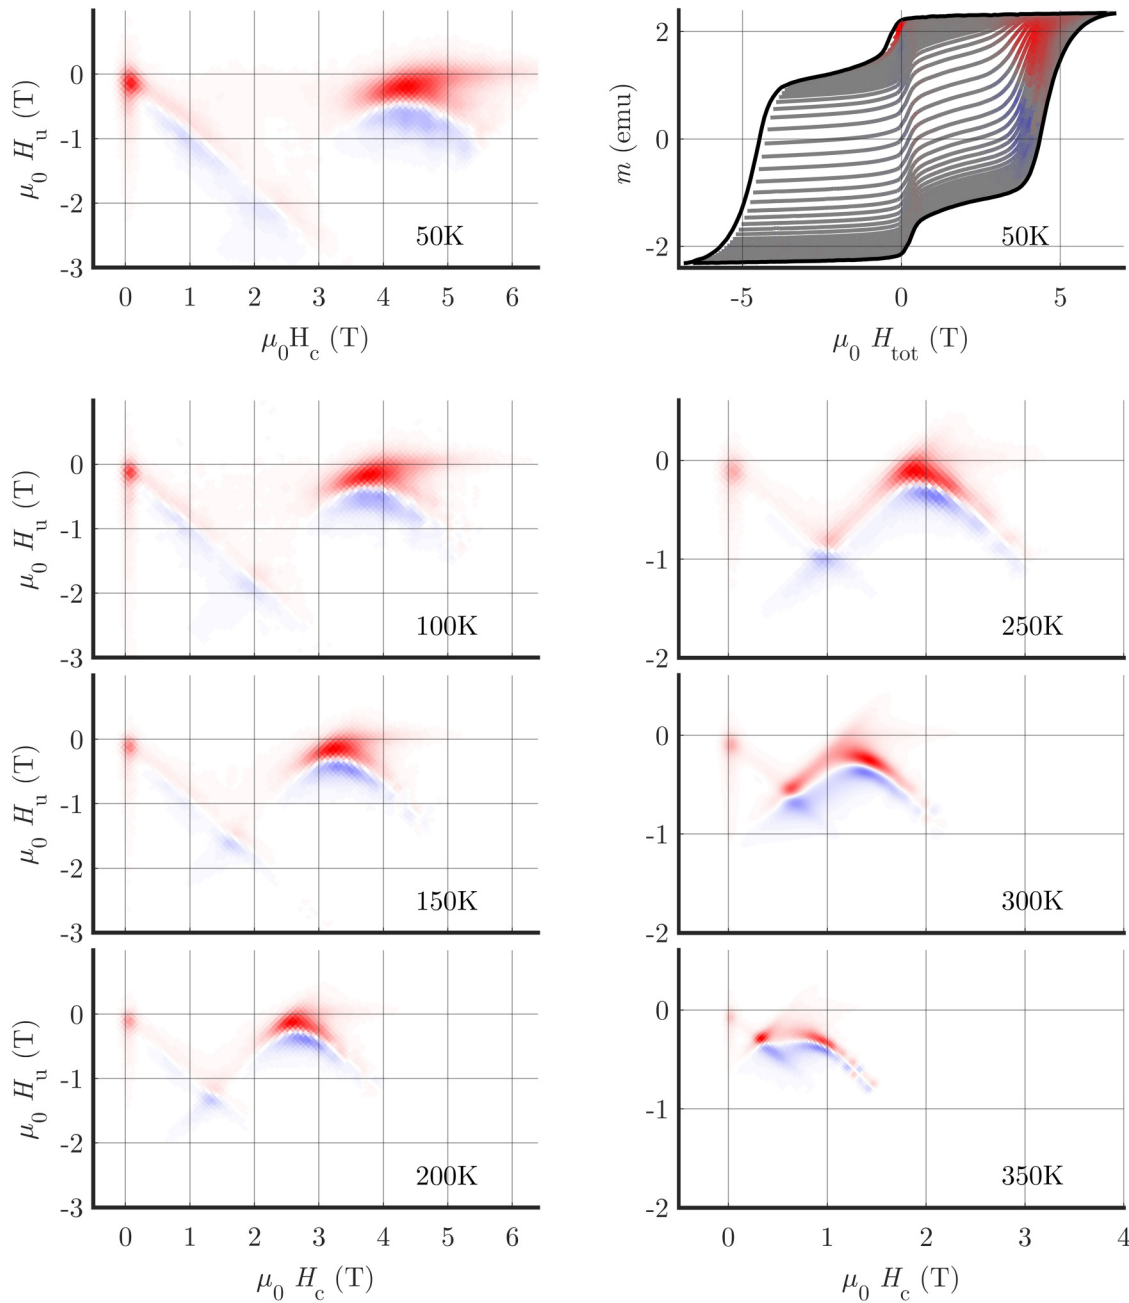 μ0 Hu (T)
0
-1
-2
-3
50K
0 1 2 3 4 5 6
μ0Hc (T)
m (emu)
2
0
-2
50K
-5 0 5
μ0 Htot (T)
μ0 Hu (T)
0
-1
-2
-3
100K
0
-1
-2
250K
μ0 Hu (T)
0
-1
-2
-3
150K
0
-1
-2
300K
μ0 Hu (T)
0
-1
-2
-3
200K
0 1 2 3 4 5 6
μ0 Hc (T)
0
-1
-2
350K
0 1 2 3 4
μ0 Hc (T)